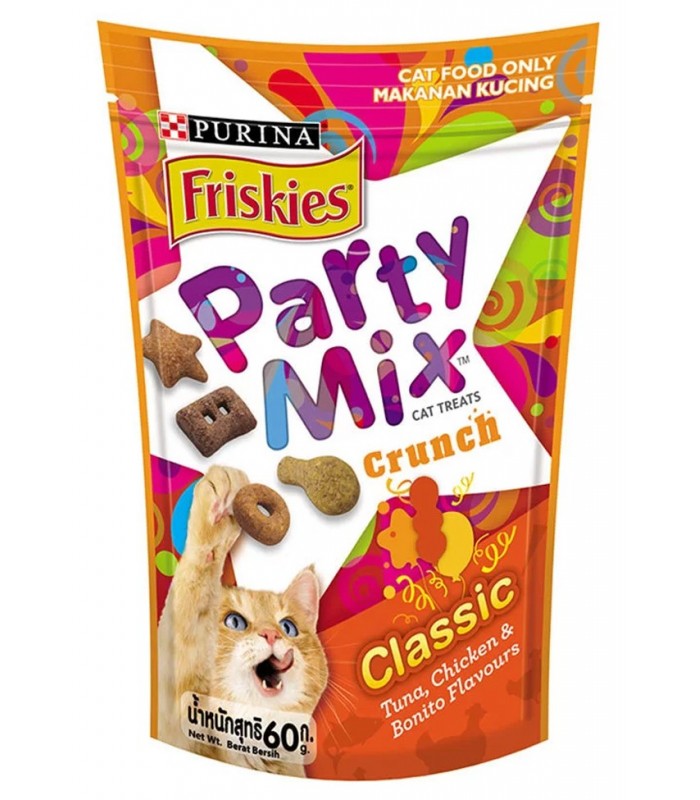 CAT FOOD ONLY
MAKANAN KUCING
PURINA
Friskies®
Party
Mix™
CAT TREATS
crunch
Classic
Tuna, Chicken &
Bonito Flavours
น้ำหนักสุทธิ 60 ก.
Net Wt. Berat Bersih g.